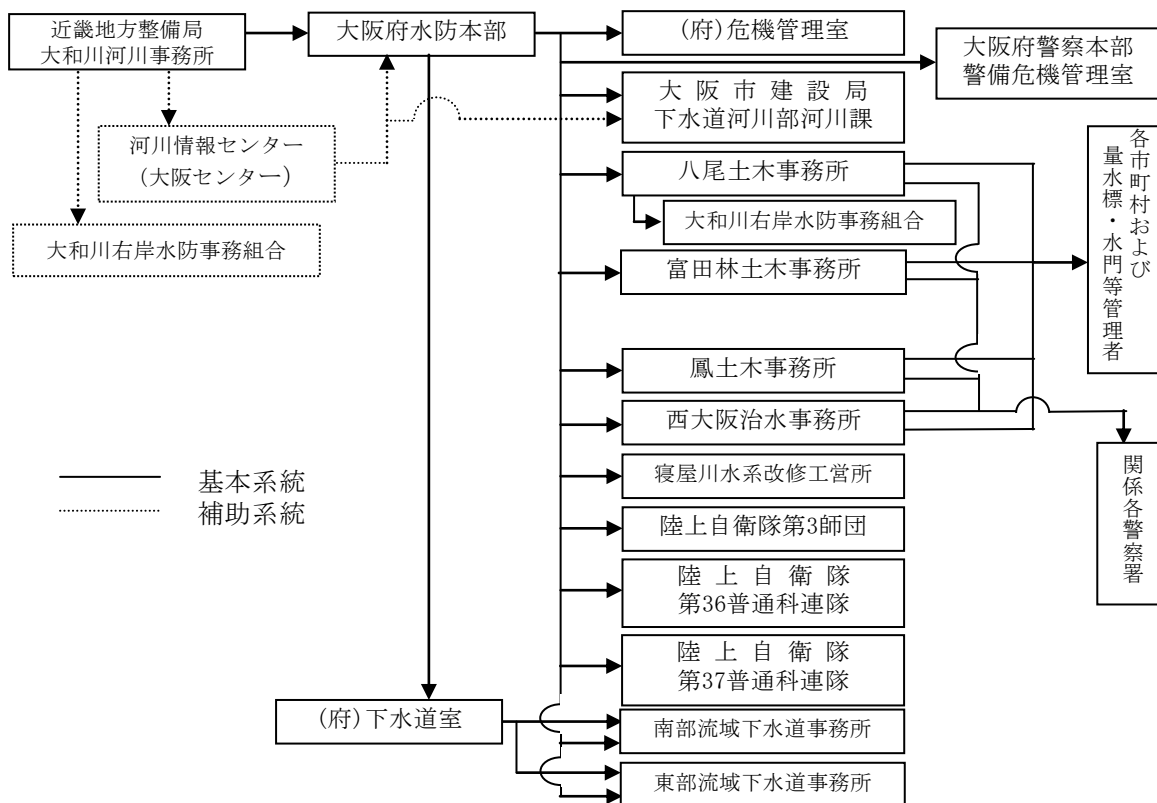 近畿地方整備局
大和川河川事務所
大阪府水防本部
(府)危機管理室
大阪府警察本部
警備危機管理室
大阪市建設局
下水道河川部河川課
河川情報センター
(大阪センター)
大和川右岸水防事務組合
八尾土木事務所
大和川右岸水防事務組合
富田林土木事務所
各市町村および
量水標・水門等管理者
鳳土木事務所
西大阪治水事務所
寝屋川水系改修工営所
陸上自衛隊第3師団
陸上自衛隊
第36普通科連隊
陸上自衛隊
第37普通科連隊
関係各警察署
基本系統
補助系統
(府)下水道室
南部流域下水道事務所
東部流域下水道事務所